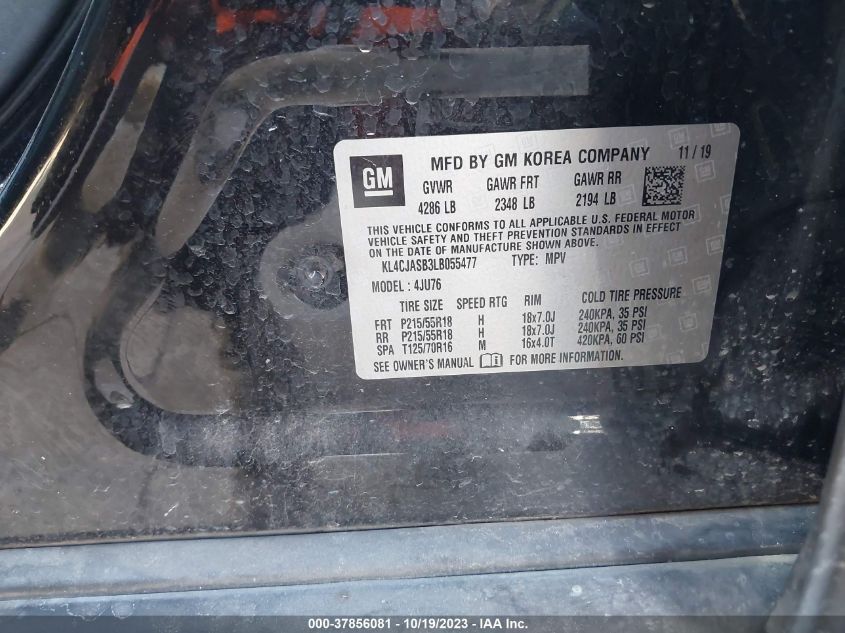 GM MFD BY GM KOREA COMPANY 11 / 19
GVWR GAWR FRT GAWR RR
4286 LB 2348 LB 2194 LB
THIS VEHICLE CONFORMS TO ALL APPLICABLE U.S. FEDERAL MOTOR
VEHICLE SAFETY AND THEFT PREVENTION STANDARDS IN EFFECT
ON THE DATE OF MANUFACTURE SHOWN ABOVE.
KL4CJASB3LB055477 TYPE: MPV
MODEL : 4JU76
TIRE SIZE SPEED RTG RIM COLD TIRE PRESSURE
FRT P215/55R18 H 18x7.0J 240KPA, 35 PSI
RR P215/55R18 H 18x7.0J 240KPA, 35 PSI
SPA T125/70R16 M 16x4.0T 420KPA, 60 PSI
SEE OWNER'S MANUAL FOR MORE INFORMATION.
000-37856081 - 10/19/2023 - IAA Inc.